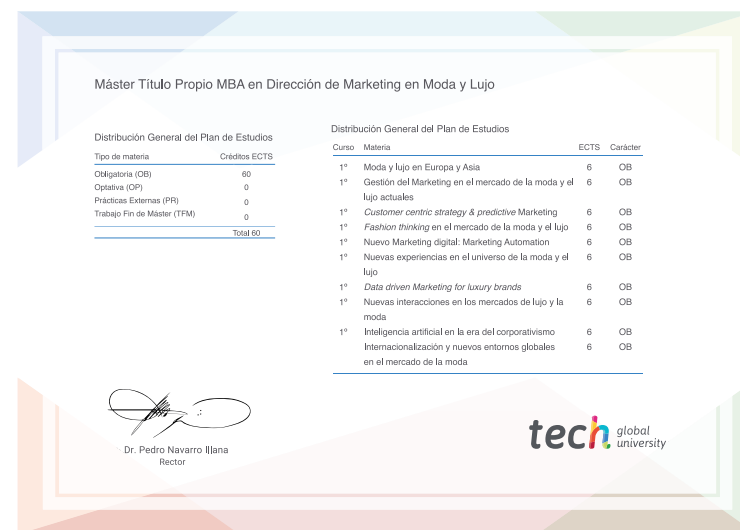 Máster Título Propio MBA en Dirección de Marketing en Moda y Lujo
Distribución General del Plan de Estudios
Tipo de materia Créditos ECTS
Obligatoria (OB) 60
Optativa (OP) 0
Prácticas Externas (PR) 0
Trabajo Fin de Máster (TFM) 0
Total 60
Distribución General del Plan de Estudios
Curso Materia ECTS Carácter
1º Moda y lujo en Europa y Asia 6 OB
1º Gestión del Marketing en el mercado de la moda y el 6 OB
lujo actuales
1º Customer centric strategy & predictive Marketing 6 OB
1º Fashion thinking en el mercado de la moda y el lujo 6 OB
1º Nuevo Marketing digital: Marketing Automation 6 OB
1º Nuevas experiencias en el universo de la moda y el 6 OB
lujo
1º Data driven Marketing for luxury brands 6 OB
1º Nuevas interacciones en los mercados de lujo y la 6 OB
moda
1º Inteligencia artificial en la era del corporativismo 6 OB
Internacionalización y nuevos entornos globales 6 OB
en el mercado de la moda
Dr. Pedro Navarro Illana
Rector
tech global
university